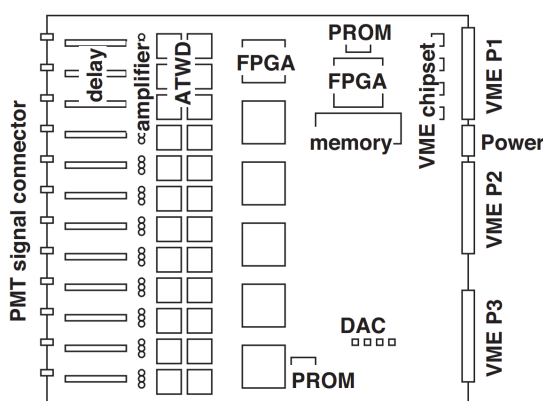 PMT signal connector
delay
amplifier
ATWD
FPGA
PROM
FPGA
memory
VME chipset
VME P1
Power
VME P2
VME P3
DAC
PROM